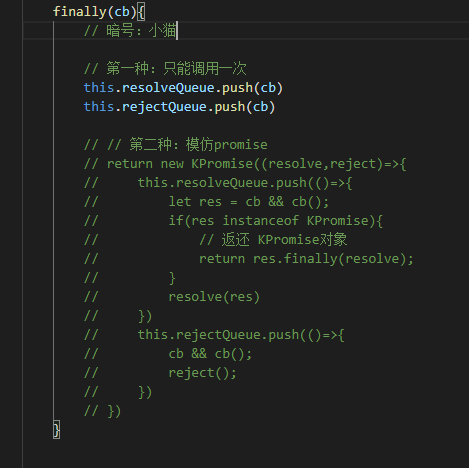 finally(cb){
// 暗号：小猫
// 第一种：只能调用一次
this.resolveQueue.push(cb)
this.rejectQueue.push(cb)
// // 第二种：模仿promise
// return new KPromise((resolve,reject)=>{
//     this.resolveQueue.push(()=>{
//         let res = cb && cb();
//         if(res instanceof KPromise){
//             // 返还 KPromise对象
//             return res.finally(resolve);
//         }
//         resolve(res)
//     })
//     this.rejectQueue.push(()=>{
//         cb && cb();
//         reject();
//     })
// })
}